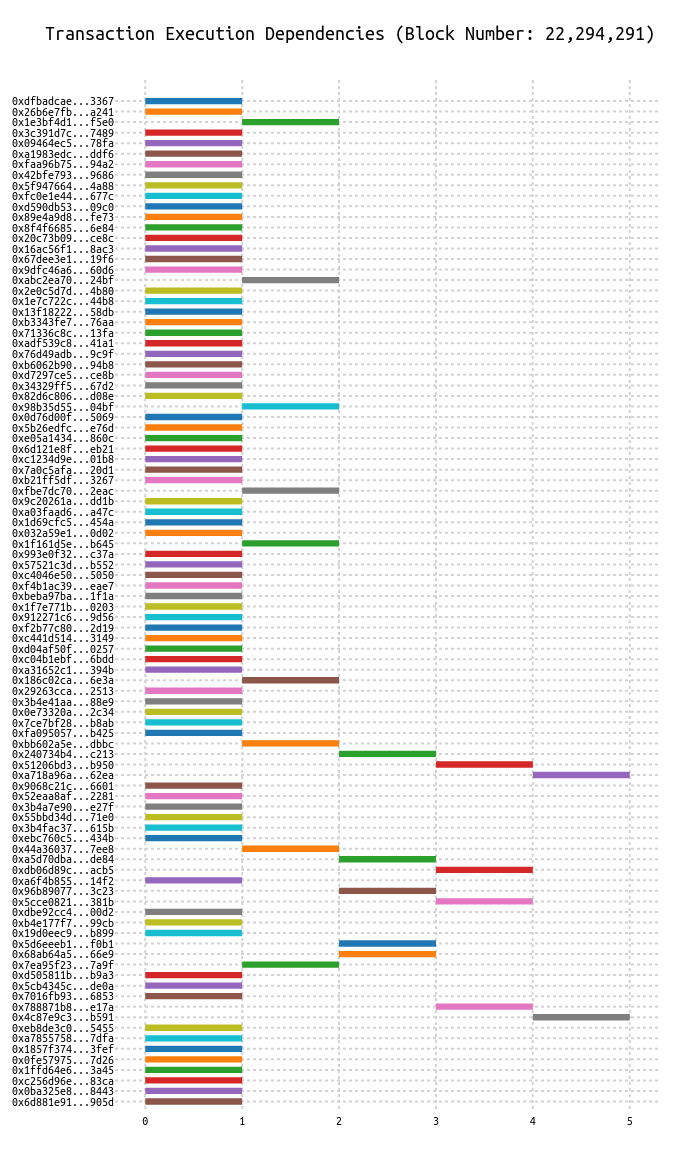 Transaction Execution Dependencies (Block Number: 22,294,291)
0xdfbadcae...3367
0x26b6e7fb...a241
0x1e3bf4d1...f5e0
0x3c391d7c...7489
0x09464ec5...78fa
0xa1983edc...ddf6
0xfaa96b75...94a2
0x42bfe793...9686
0x5f947664...4a88
0xfc0e1e44...677c
0xd590db53...09c0
0x89e4a9d8...fe73
0x8f4f6685...6e84
0x20c73b09...ce8c
0x16ac56f1...8ac3
0x67dee3e1...19f6
0x9dfc46a6...60d6
0xabc2ea70...24bf
0x2e0c5d7d...4b80
0x1e7c722c...44b8
0x13f18222...58db
0xb3343fe7...76aa
0x71336c8c...13fa
0xadf539c8...41a1
0x76d49adb...9c9f
0xb6062b90...94b8
0xd7297ce5...ce8b
0x34329ff5...67d2
0x82d6c806...d08e
0x98b35d55...04bf
0x0d76d00f...5069
0x5b26edfc...e76d
0xe05a1434...860c
0x6d121e8f...eb21
0xc1234d9e...01b8
0x7a0c5afa...20d1
0xb21ff5df...3267
0xfbe7dc70...2eac
0x9c20261a...dd1b
0xa03faad6...a47c
0x1d69cfc5...454a
0x032a59e1...0d02
0x1f161d5e...b645
0x993e0f32...c37a
0x57521c3d...b552
0xc4046e50...5050
0xf4b1ac39...eae7
0xbeba97ba...1f1a
0x1f7e771b...0203
0x912271c6...9d56
0xf2b77c80...2d19
0xc441d514...3149
0xd04af50f...0257
0xc04b1ebf...6bdd
0xa31652c1...394b
0x186c02ca...6e3a
0x29263cca...2513
0x3b4e41aa...88e9
0x0e73320a...2c34
0x7ce7bf28...b8ab
0xfa095057...b425
0xbb602a5e...dbbc
0x240734b4...c213
0x51206bd3...b950
0xa718a96a...62ea
0x9068c21c...6601
0x52eaa8af...2281
0x3b4a7e90...e27f
0x55bbd34d...71e0
0x3b4fac37...615b
0xebc760c5...434b
0x44a36037...7ee8
0xa5d70dba...de84
0xdb06d89c...acb5
0xa6f4b855...14f2
0x96b89077...3c23
0x5cce0821...381b
0xdbe92cc4...00d2
0xb4e177f7...99cb
0x19d0eec9...b899
0x5d6eeeb1...f0b1
0x68ab64a5...66e9
0x7ea95f23...7a9f
0xd505811b...b9a3
0x5cb4345c...de0a
0x7016fb93...6853
0x788871b8...e17a
0x4c87e9c3...b591
0xeb8de3c0...5455
0xa7855758...7dfa
0x1857f374...3fef
0x0fe57975...7d26
0x1ffd64e6...3a45
0xc256d96e...83ca
0x0ba325e8...8443
0x6d881e91...905d
0 1 2 3 4 5